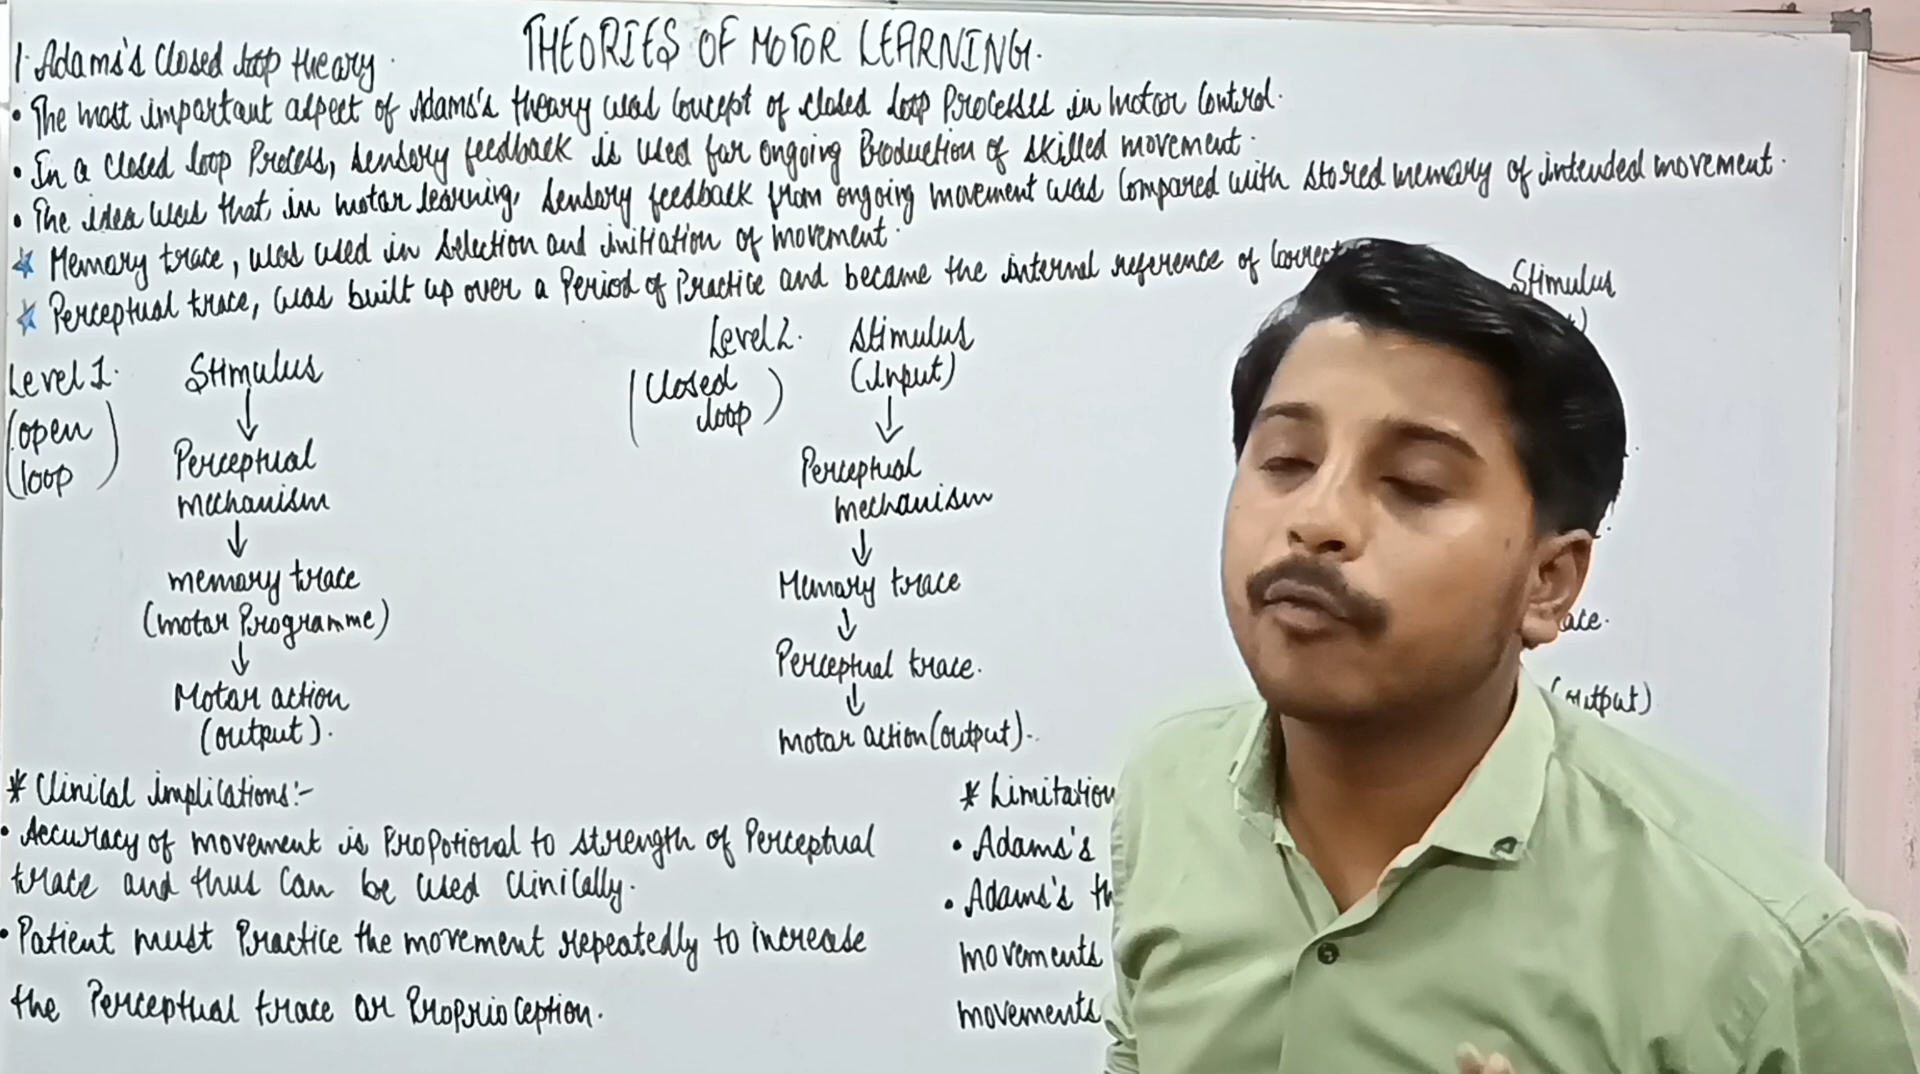 THEORIES OF MOTOR LEARNING.
1. Adams's Closed loop theory.
• The most important aspect of Adams's theory was concept of closed loop Processes in motor control.
• In a closed loop Process, sensory feedback is used for ongoing Production of skilled movement.
• The idea was that, in motor learning, sensory feedback from ongoing movement was compared with stored memory of intended movement.
★ Memory trace, was used in selection and initiation of movement.
★ Perceptual trace, was built up over a Period of Practice and became the internal reference of
Level 1.
(open loop)
Stimulus
↓
Perceptual
mechanism
↓
memory trace
(motor Programme)
↓
Motor action
(output).
Level 2.
(Closed loop)
Stimulus
(Input)
↓
Perceptual
mechanism
↓
Memory trace
↓
Perceptual trace.
↓
motor action (output).
Stimulus
(output)
* Clinical implications:-
• Accuracy of movement is Propotional to strength of Perceptual
trace and thus can be used clinically.
• Patient must Practice the movement repeatedly to increase
the Perceptual trace or Proprioception.
* Limitation
• Adams's
• Adams's th
movements
movements